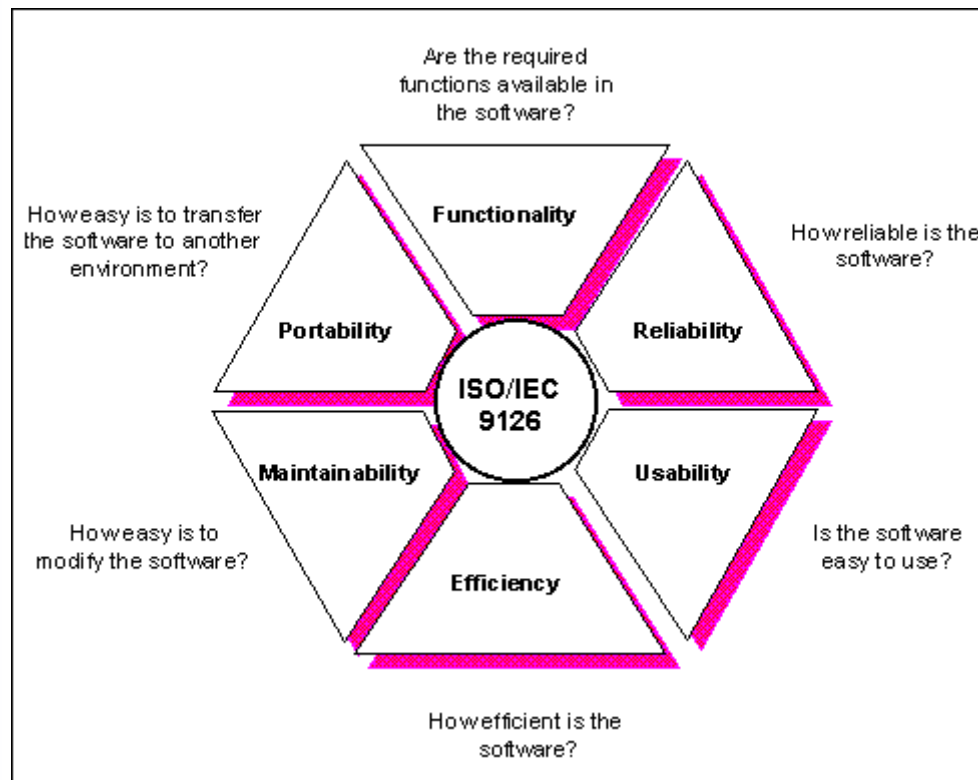 Are the required
functions available in
the software?
Functionality
How easy is to transfer
the software to another
environment?
Portability
How reliable is the
software?
Reliability
ISO/IEC
9126
Maintainability
How easy is to
modify the software?
Usability
Is the software
easy to use?
Efficiency
How efficient is the
software?